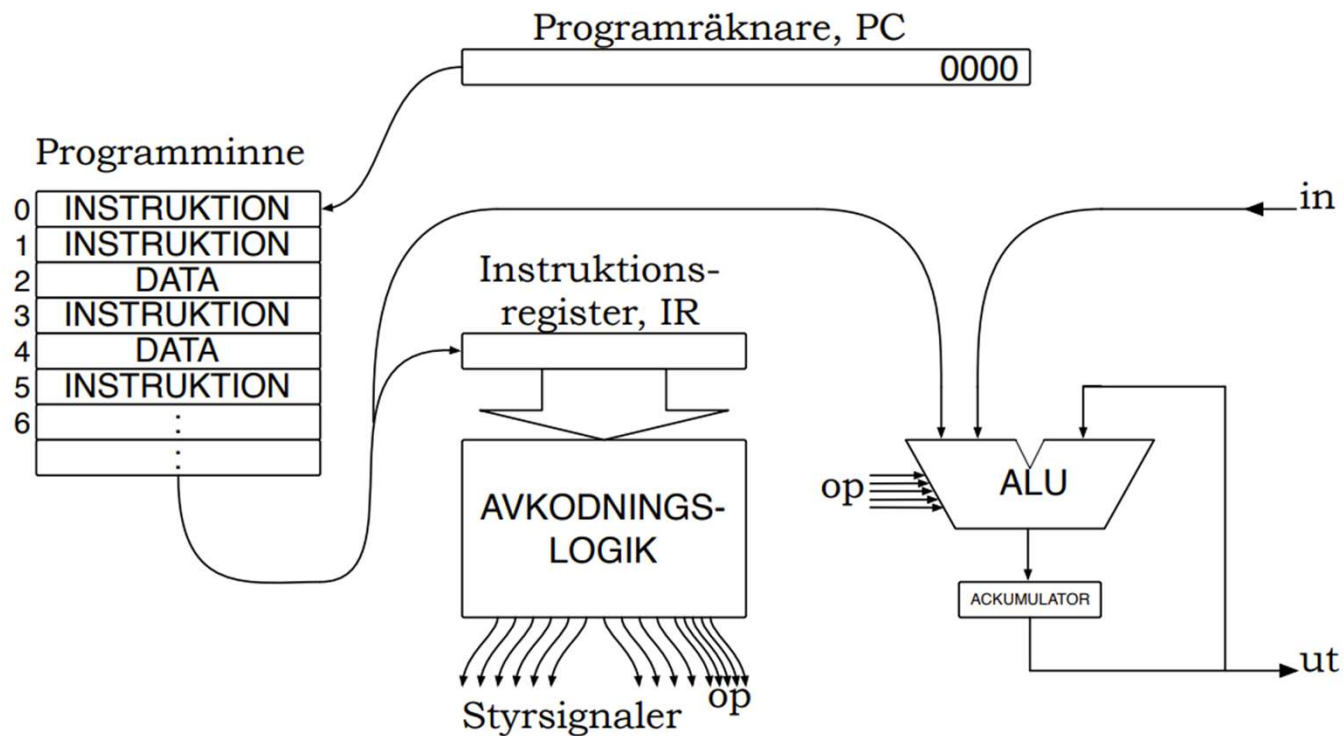 Programräknare, PC
0000
Programminne
0 INSTRUKTION
1 INSTRUKTION
2 DATA
3 INSTRUKTION
4 DATA
5 INSTRUKTION
6 :
:
in
Instruktions-
register, IR
AVKODNINGS-
LOGIK
op
Styrsignaler
op
ALU
ACKUMULATOR
ut